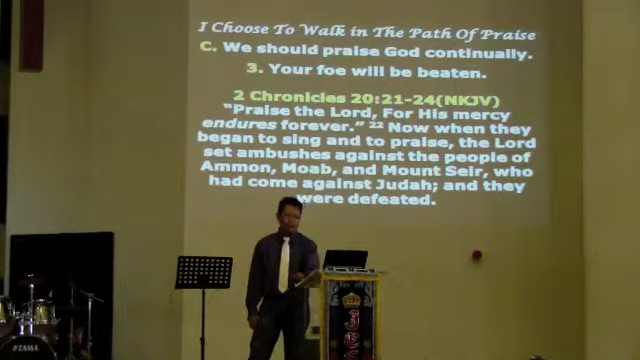 I Choose To Walk in The Path Of Praise
C. We should praise God continually.
3. Your foe will be beaten.
2 Chronicles 20:21-24(NKJV)
“Praise the Lord, For His mercy
endures forever.” 22 Now when they
began to sing and to praise, the Lord
set ambushes against the people of
Ammon, Moab, and Mount Seir, who
had come against Judah; and they
were defeated.
TAMA